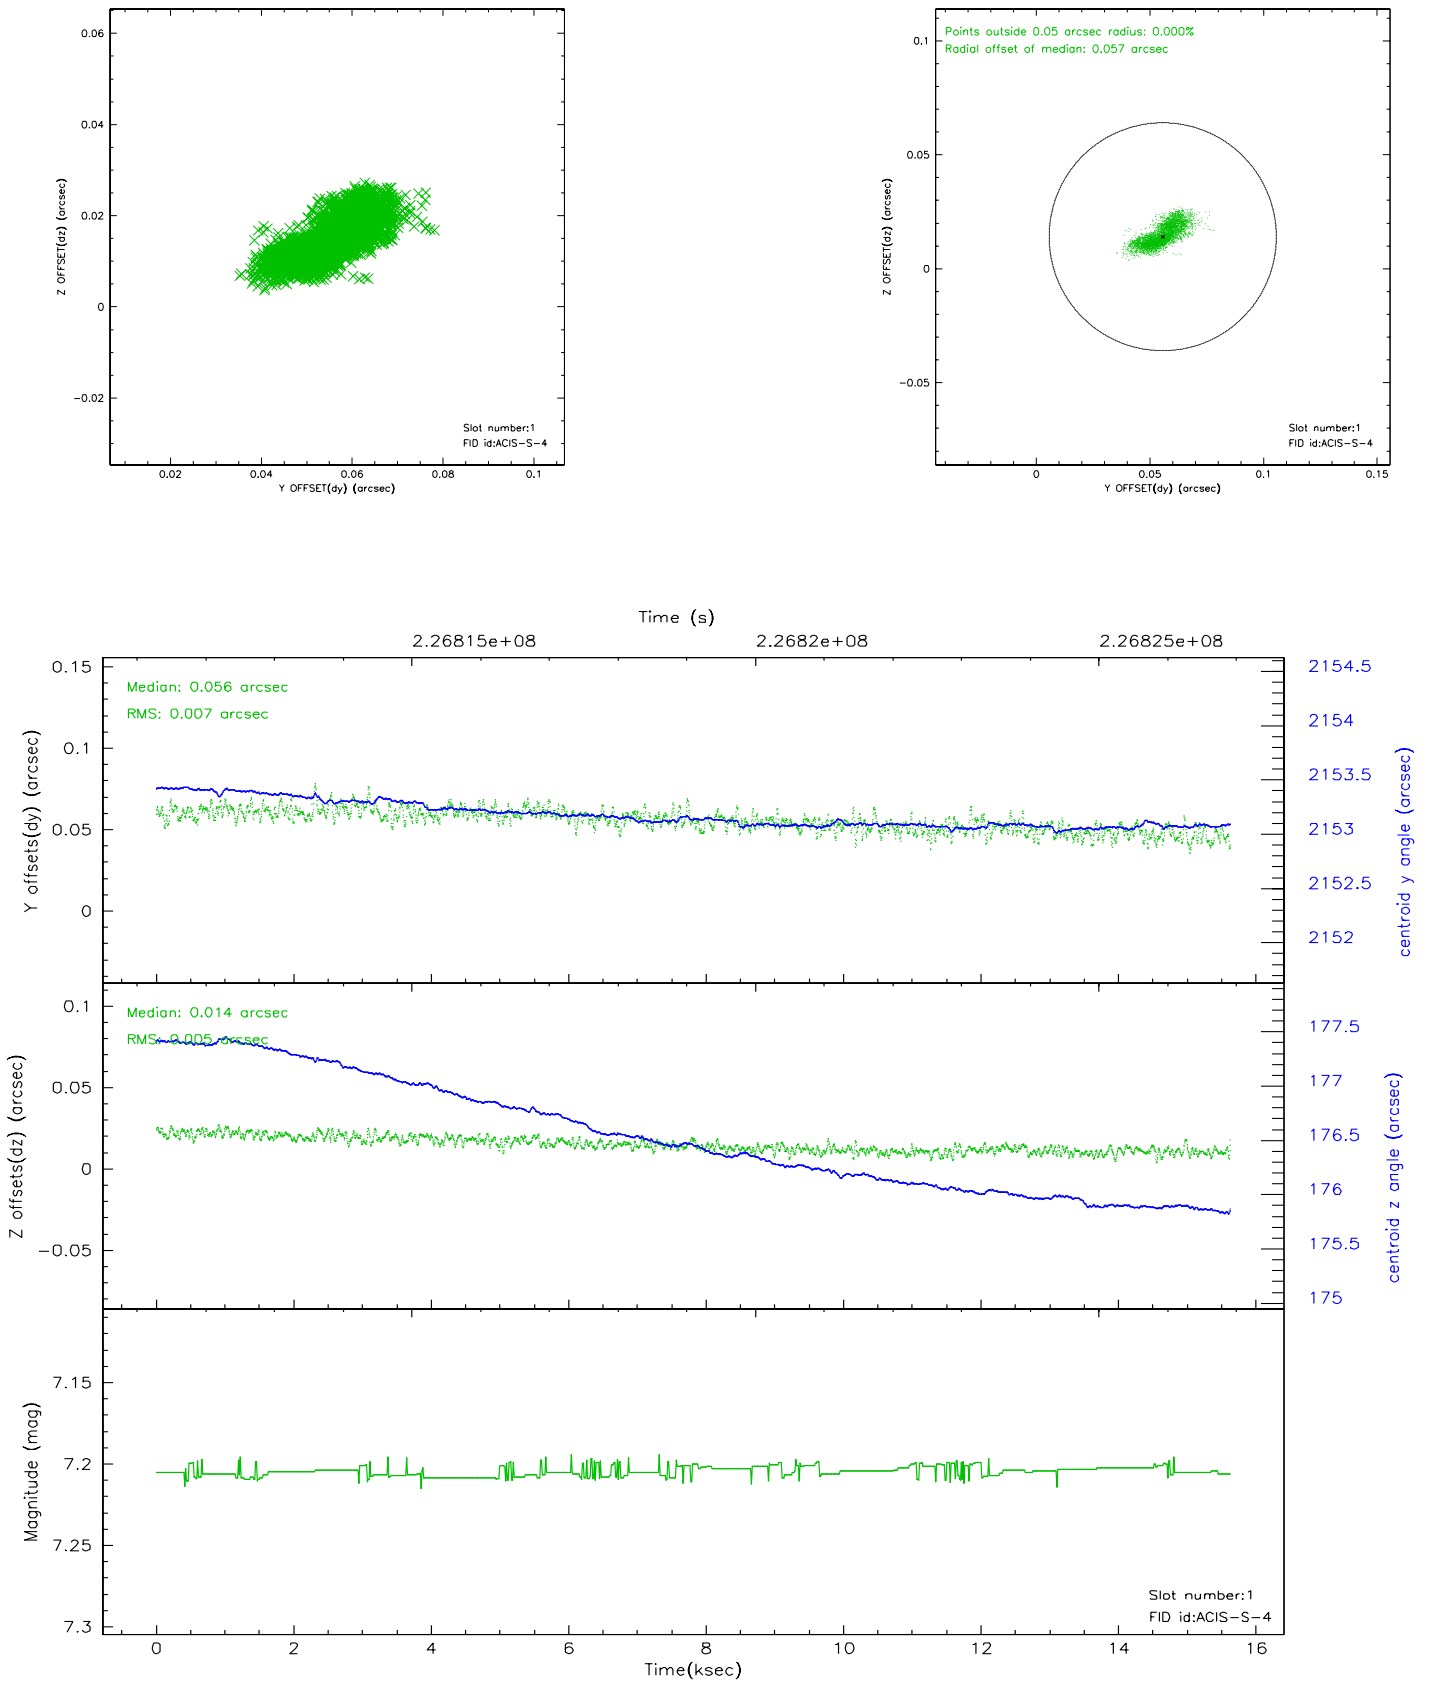 0.06
0.04
0.02
0
−0.02
Z OFFSET(dz) (arcsec)
Slot number:1
FID id:ACIS−S−4
0.02 0.04 0.06 0.08 0.1
Y OFFSET(dy) (arcsec)
Points outside 0.05 arcsec radius: 0.000%
Radial offset of median: 0.057 arcsec
0.1
0.05
0
−0.05
Z OFFSET(dz) (arcsec)
Slot number:1
FID id:ACIS−S−4
0 0.05 0.1 0.15
Y OFFSET(dy) (arcsec)
Time (s)
2.26815e+08 2.2682e+08 2.26825e+08
Median: 0.056 arcsec
RMS: 0.007 arcsec
0.15
0.1
0.05
0
Y offsets(dy) (arcsec)
2154.5
2154
2153.5
2153
2152.5
2152
centroid y angle (arcsec)
Median: 0.014 arcsec
RMS: 0.005 arcsec
0.1
0.05
0
−0.05
Z offsets(dz) (arcsec)
177.5
177
176.5
176
175.5
175
centroid z angle (arcsec)
7.15
7.2
7.25
7.3
Magnitude (mag)
Slot number:1
FID id:ACIS−S−4
0 2 4 6 8 10 12 14 16
Time(ksec)